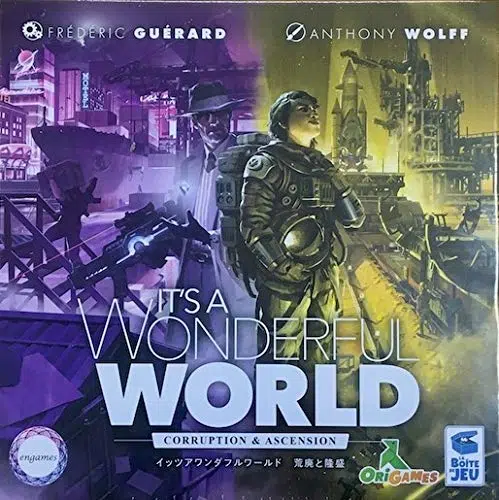 FRÉDÉRIC GUÉRARD
ANTHONY WOLFF
IT'S A
WONDERFUL
WORLD
CORRUPTION & ASCENSION
イッツアワンダフルワールド 荒廃と隆盛
engames
ORIGAMES
LA BOÎTE DE JEU